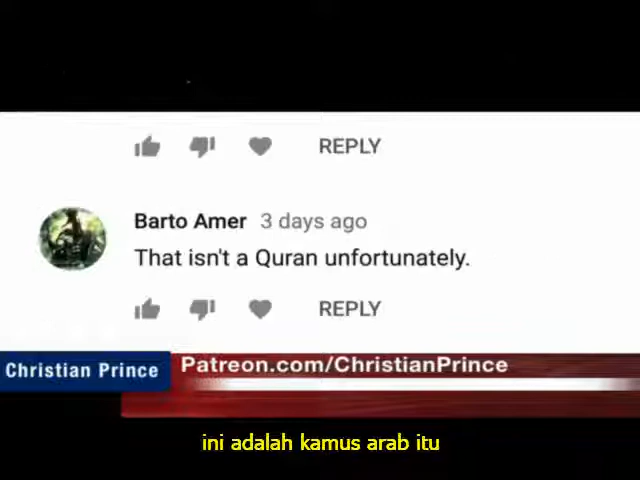 REPLY
Barto Amer 3 days ago
That isn't a Quran unfortunately.
REPLY
Christian Prince
Patreon.com/ChristianPrince
ini adalah kamus arab itu